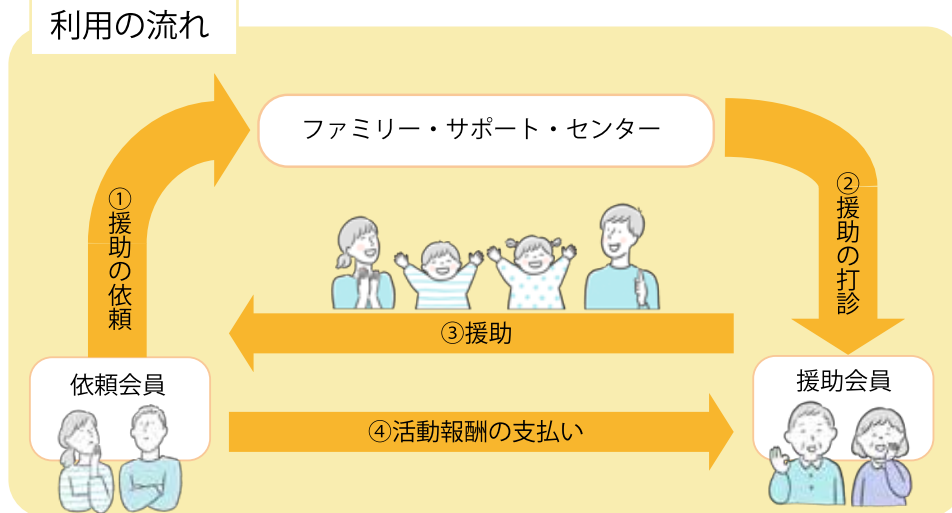 利用の流れ
ファミリー・サポート・センター
①援助の依頼
②援助の打診
③援助
依頼会員
援助会員
④活動報酬の支払い